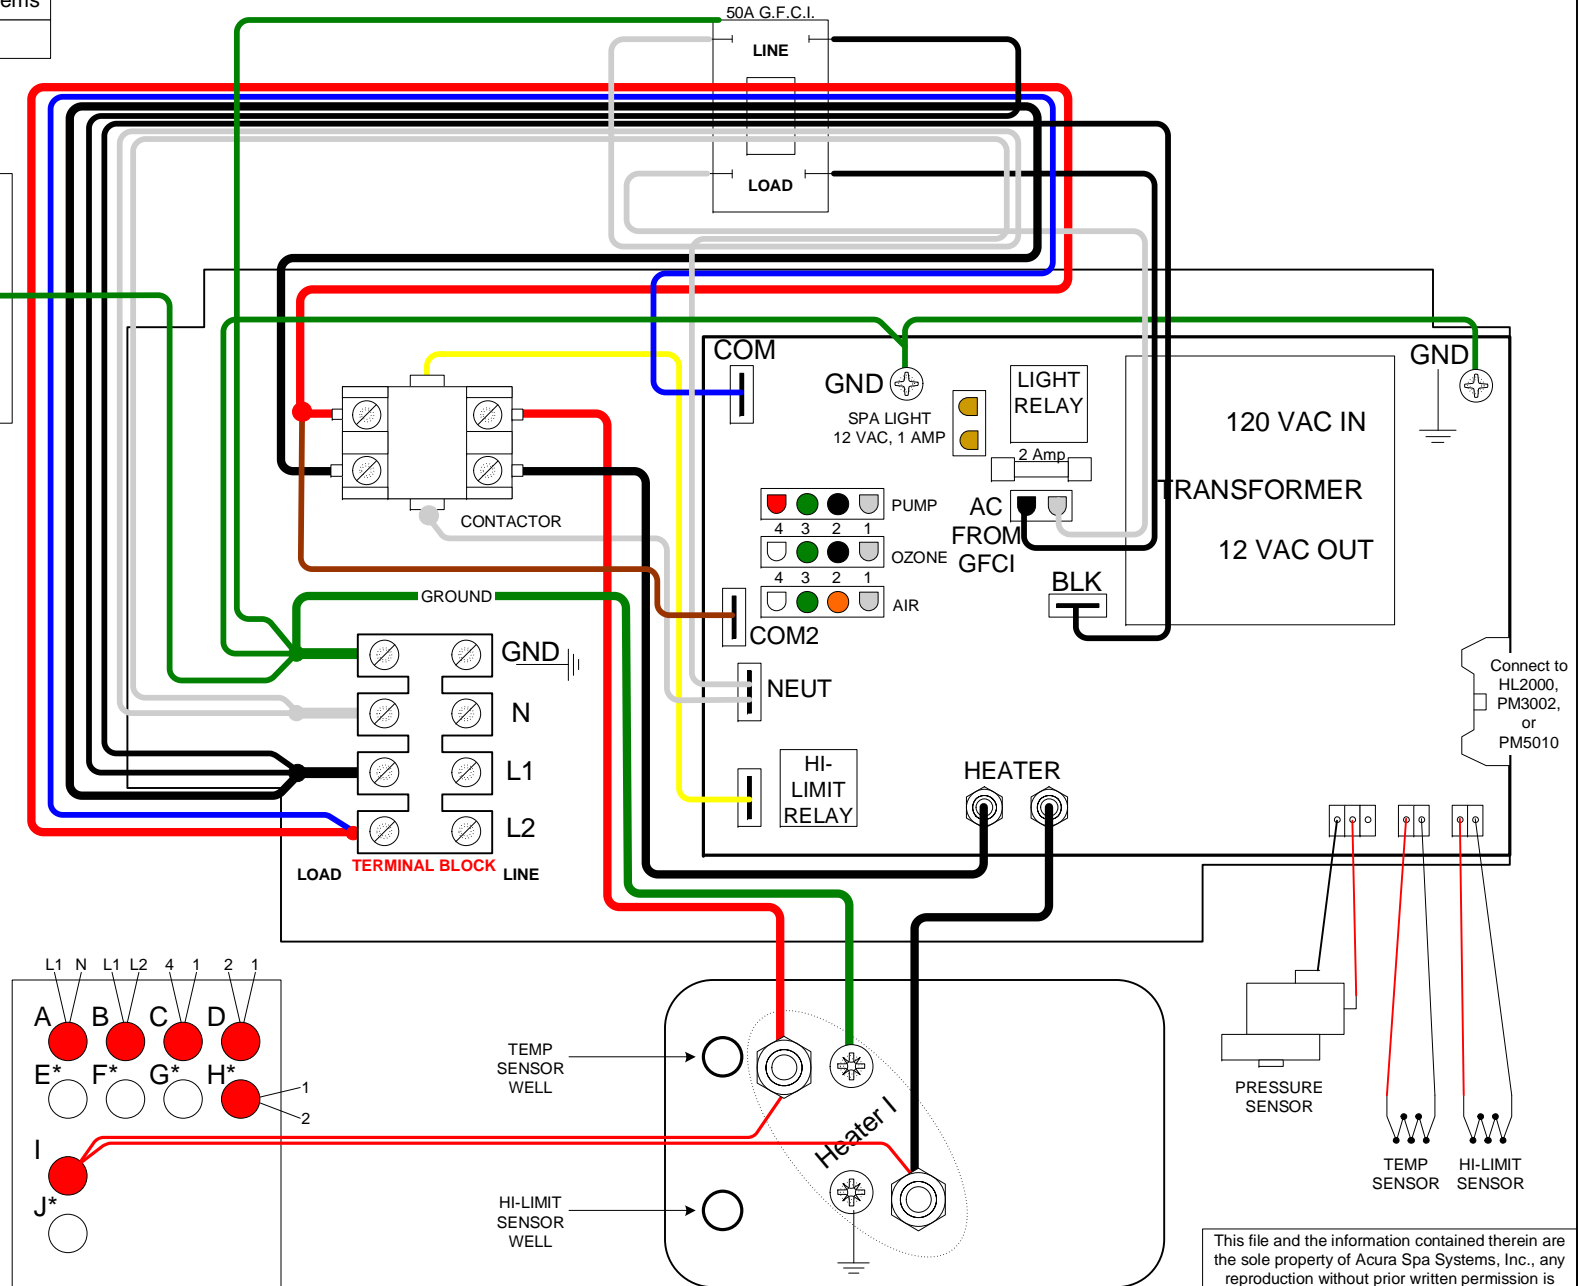 ems
50A G.F.C.I.
LINE
LOAD
COM
GND
SPA LIGHT
12 VAC, 1 AMP
LIGHT
RELAY
2 Amp
GND
120 VAC IN
TRANSFORMER
12 VAC OUT
CONTACTOR
PUMP
4 3 2 1
OZONE
4 3 2 1
AIR
AC
FROM
GFCI
BLK
COM2
NEUT
GROUND
GND
N
L1
L2
LOAD
TERMINAL BLOCK
LINE
HI-
LIMIT
RELAY
HEATER
Connect to
HL2000,
PM3002,
or
PM5010
L1 N L1 L2 4 1 2 1
A B C D
E* F* G* H*
1
2
I
J*
TEMP
SENSOR
WELL
HI-LIMIT
SENSOR
WELL
Heater I
PRESSURE
SENSOR
TEMP
SENSOR
HI-LIMIT
SENSOR
This file and the information contained therein are
the sole property of Acura Spa Systems, Inc., any
reproduction without prior written permission is